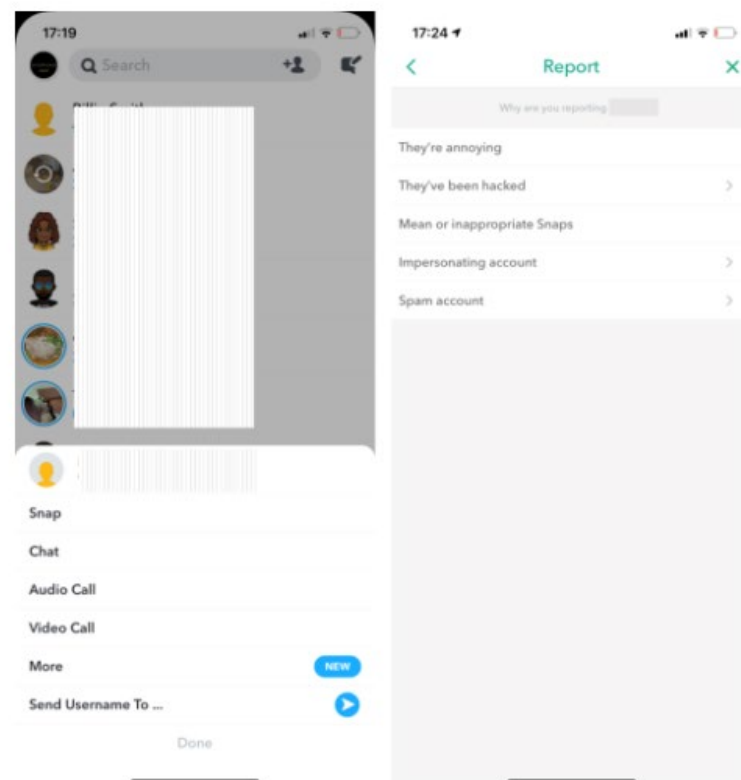 17:19
Search
Snap
Chat
Audio Call
Video Call
More
NEW
Send Username To ...
Done
17:24
Report
Why are you reporting
They're annoying
They've been hacked
Mean or inappropriate Snaps
Impersonating account
Spam account